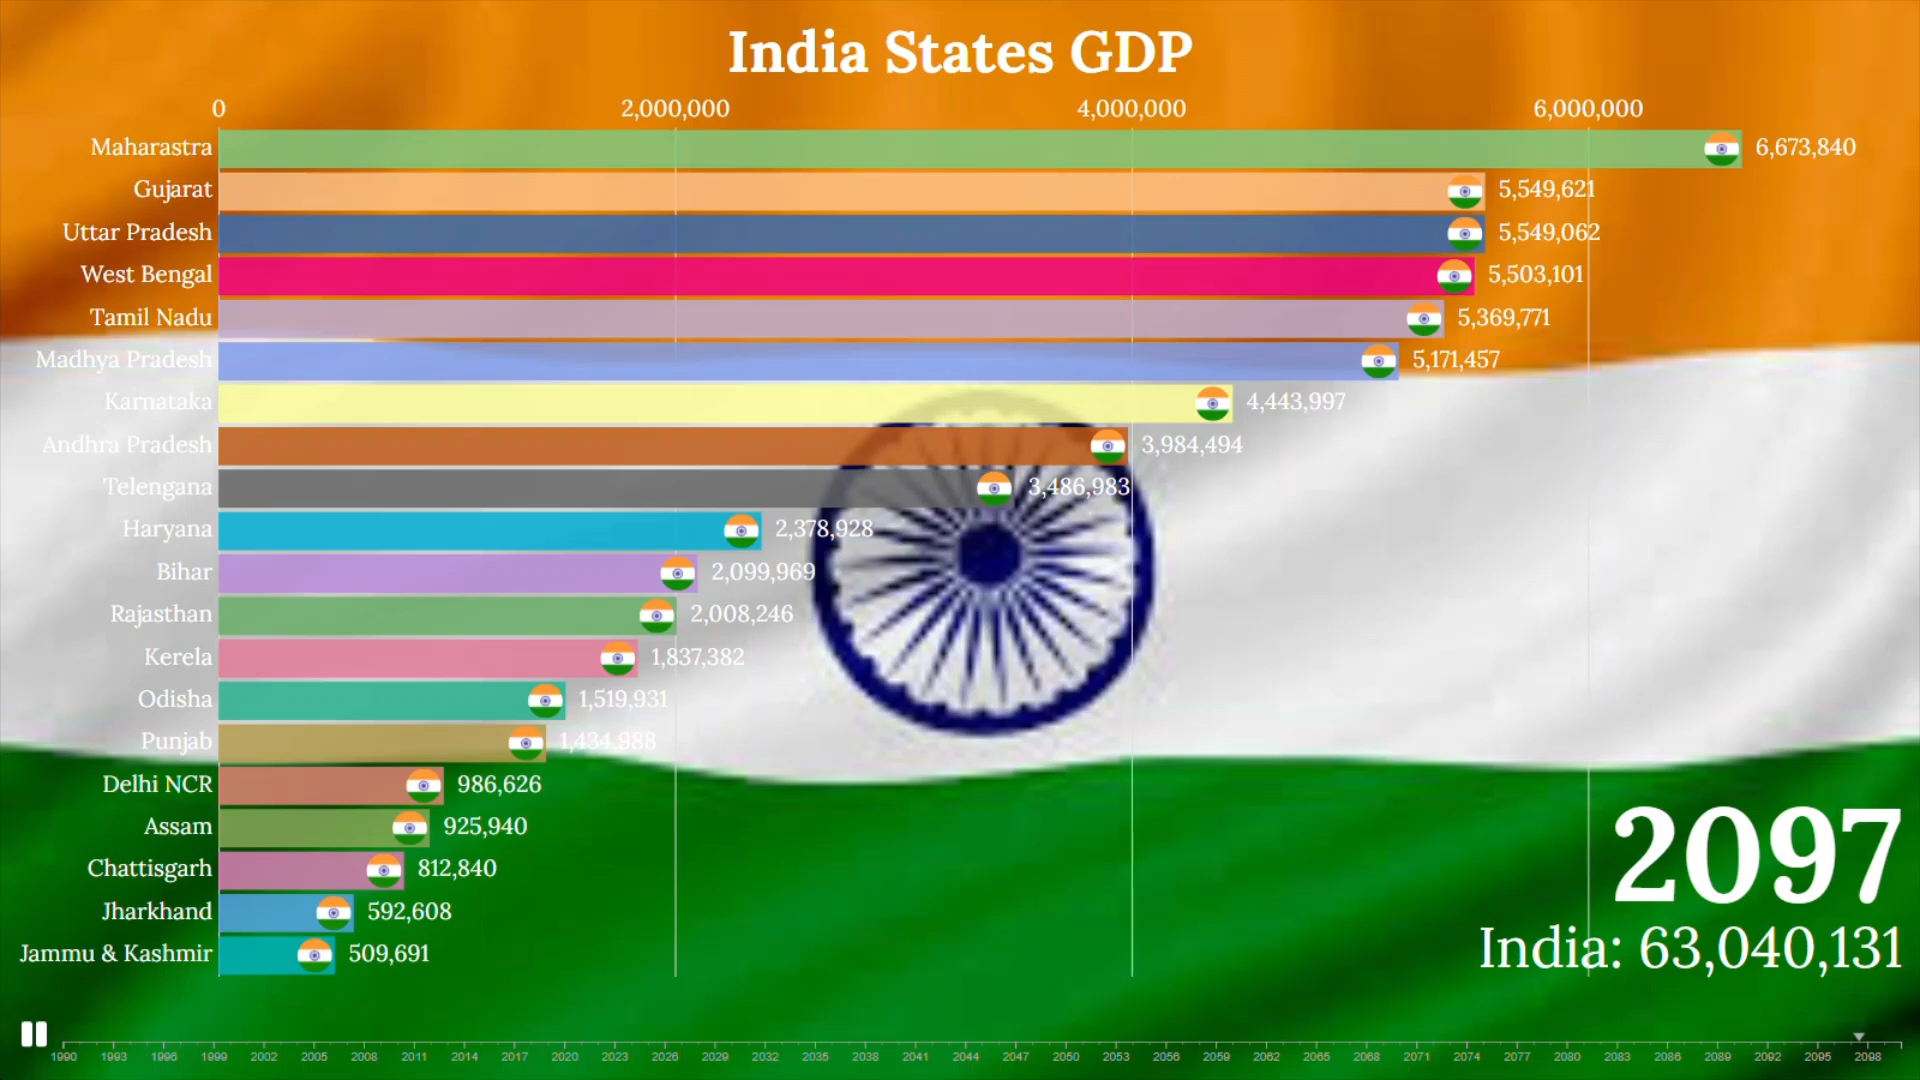 India States GDP
0 2,000,000 4,000,000 6,000,000
Maharastra 6,673,840
Gujarat 5,549,621
Uttar Pradesh 5,549,062
West Bengal 5,503,101
Tamil Nadu 5,369,771
Madhya Pradesh 5,171,457
Karnataka 4,443,997
Andhra Pradesh 3,984,494
Telengana 3,486,983
Haryana 2,378,928
Bihar 2,099,969
Rajasthan 2,008,246
Kerela 1,837,382
Odisha 1,519,931
Punjab 1,434,988
Delhi NCR 986,626
Assam 925,940
Chattisgarh 812,840
Jharkhand 592,608
Jammu & Kashmir 509,691
2097
India: 63,040,131
1990 1993 1996 1999 2002 2005 2008 2011 2014 2017 2020 2023 2026 2029 2032 2035 2038 2041 2044 2047 2050 2053 2056 2059 2062 2065 2068 2071 2074 2077 2080 2083 2086 2089 2092 2095 2098